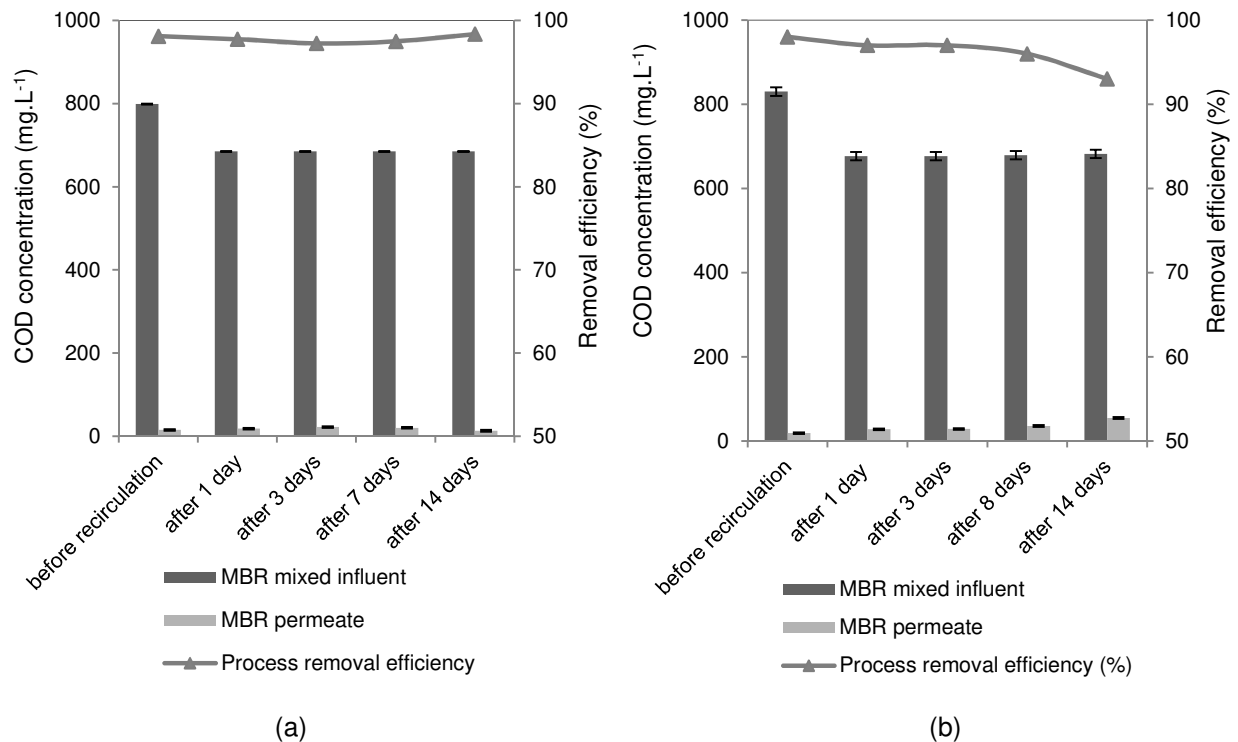 COD concentration (mg.L-1)
1000
800
600
400
200
0
100
90
80
70
60
50
Removal efficiency (%)
before recirculation
after 1 day
after 3 days
after 7 days
after 14 days
MBR mixed influent
MBR permeate
Process removal efficiency
(a)
COD concentration (mg.L-1)
1000
800
600
400
200
0
100
90
80
70
60
50
Removal efficiency (%)
before recirculation
after 1 day
after 3 days
after 8 days
after 14 days
MBR mixed influent
MBR permeate
Process removal efficiency (%)
(b)